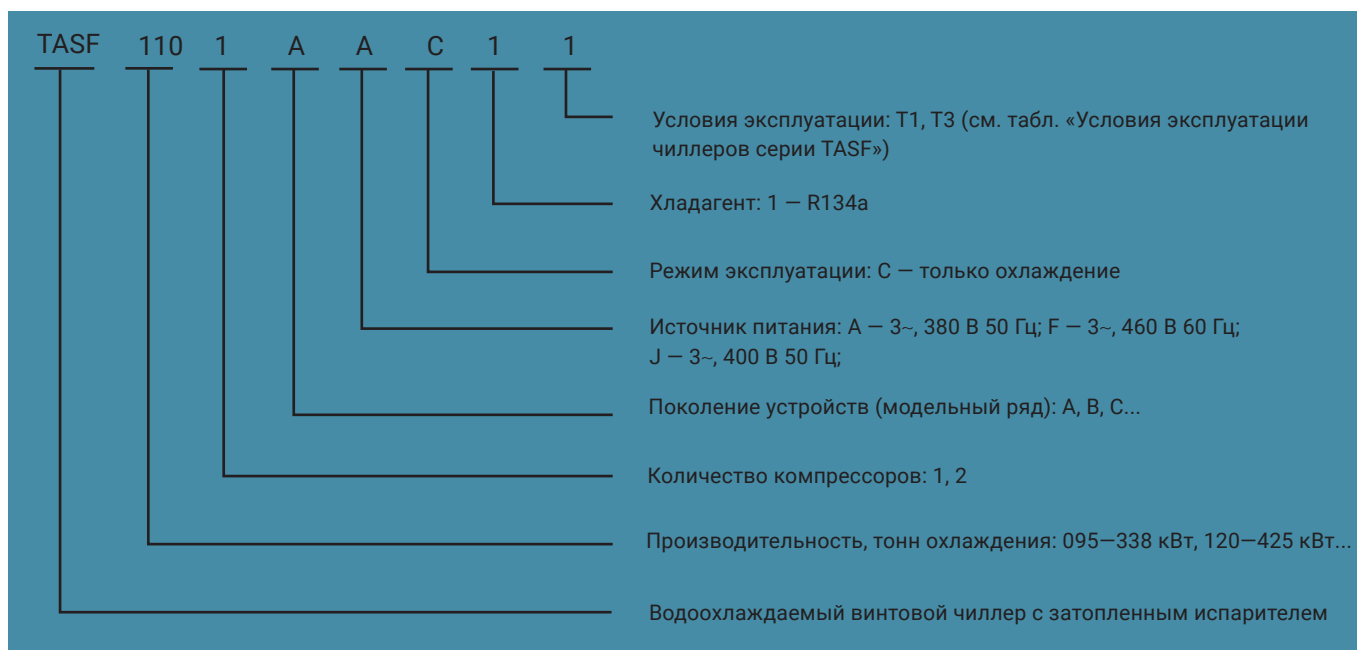 TASF 110 1 A A C 1 1
Условия эксплуатации: T1, T3 (см. табл. «Условия эксплуатации
чиллеров серии TASF»)
Хладагент: 1 — R134a
Режим эксплуатации: C — только охлаждение
Источник питания: A — 3~, 380 В 50 Гц; F — 3~, 460 В 60 Гц;
J — 3~, 400 В 50 Гц;
Поколение устройств (модельный ряд): A, B, C...
Количество компрессоров: 1, 2
Производительность, тонн охлаждения: 095—338 кВт, 120—425 кВт...
Водоохлаждаемый винтовой чиллер с затопленным испарителем